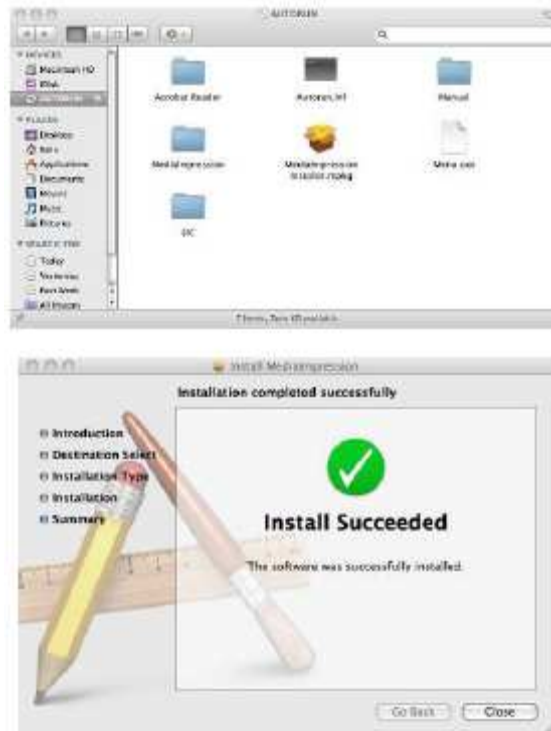 AUTORUN
DEVICES
Macintosh HD
iDisk
PLACES
Desktop
Applications
Documents
Movies
Music
Pictures
SEARCH FOR
Today
Yesterday
Past Week
All Images
Acrobat Reader
Autorun.inf
Manual
MediaImpression
MediaImpression
Installer.mpkg
Menu.exe
Install MediaImpression
Installation completed successfully
Introduction
Destination Select
Installation Type
Installation
Summary
Install Succeeded
The software was successfully installed.
Go Back
Close